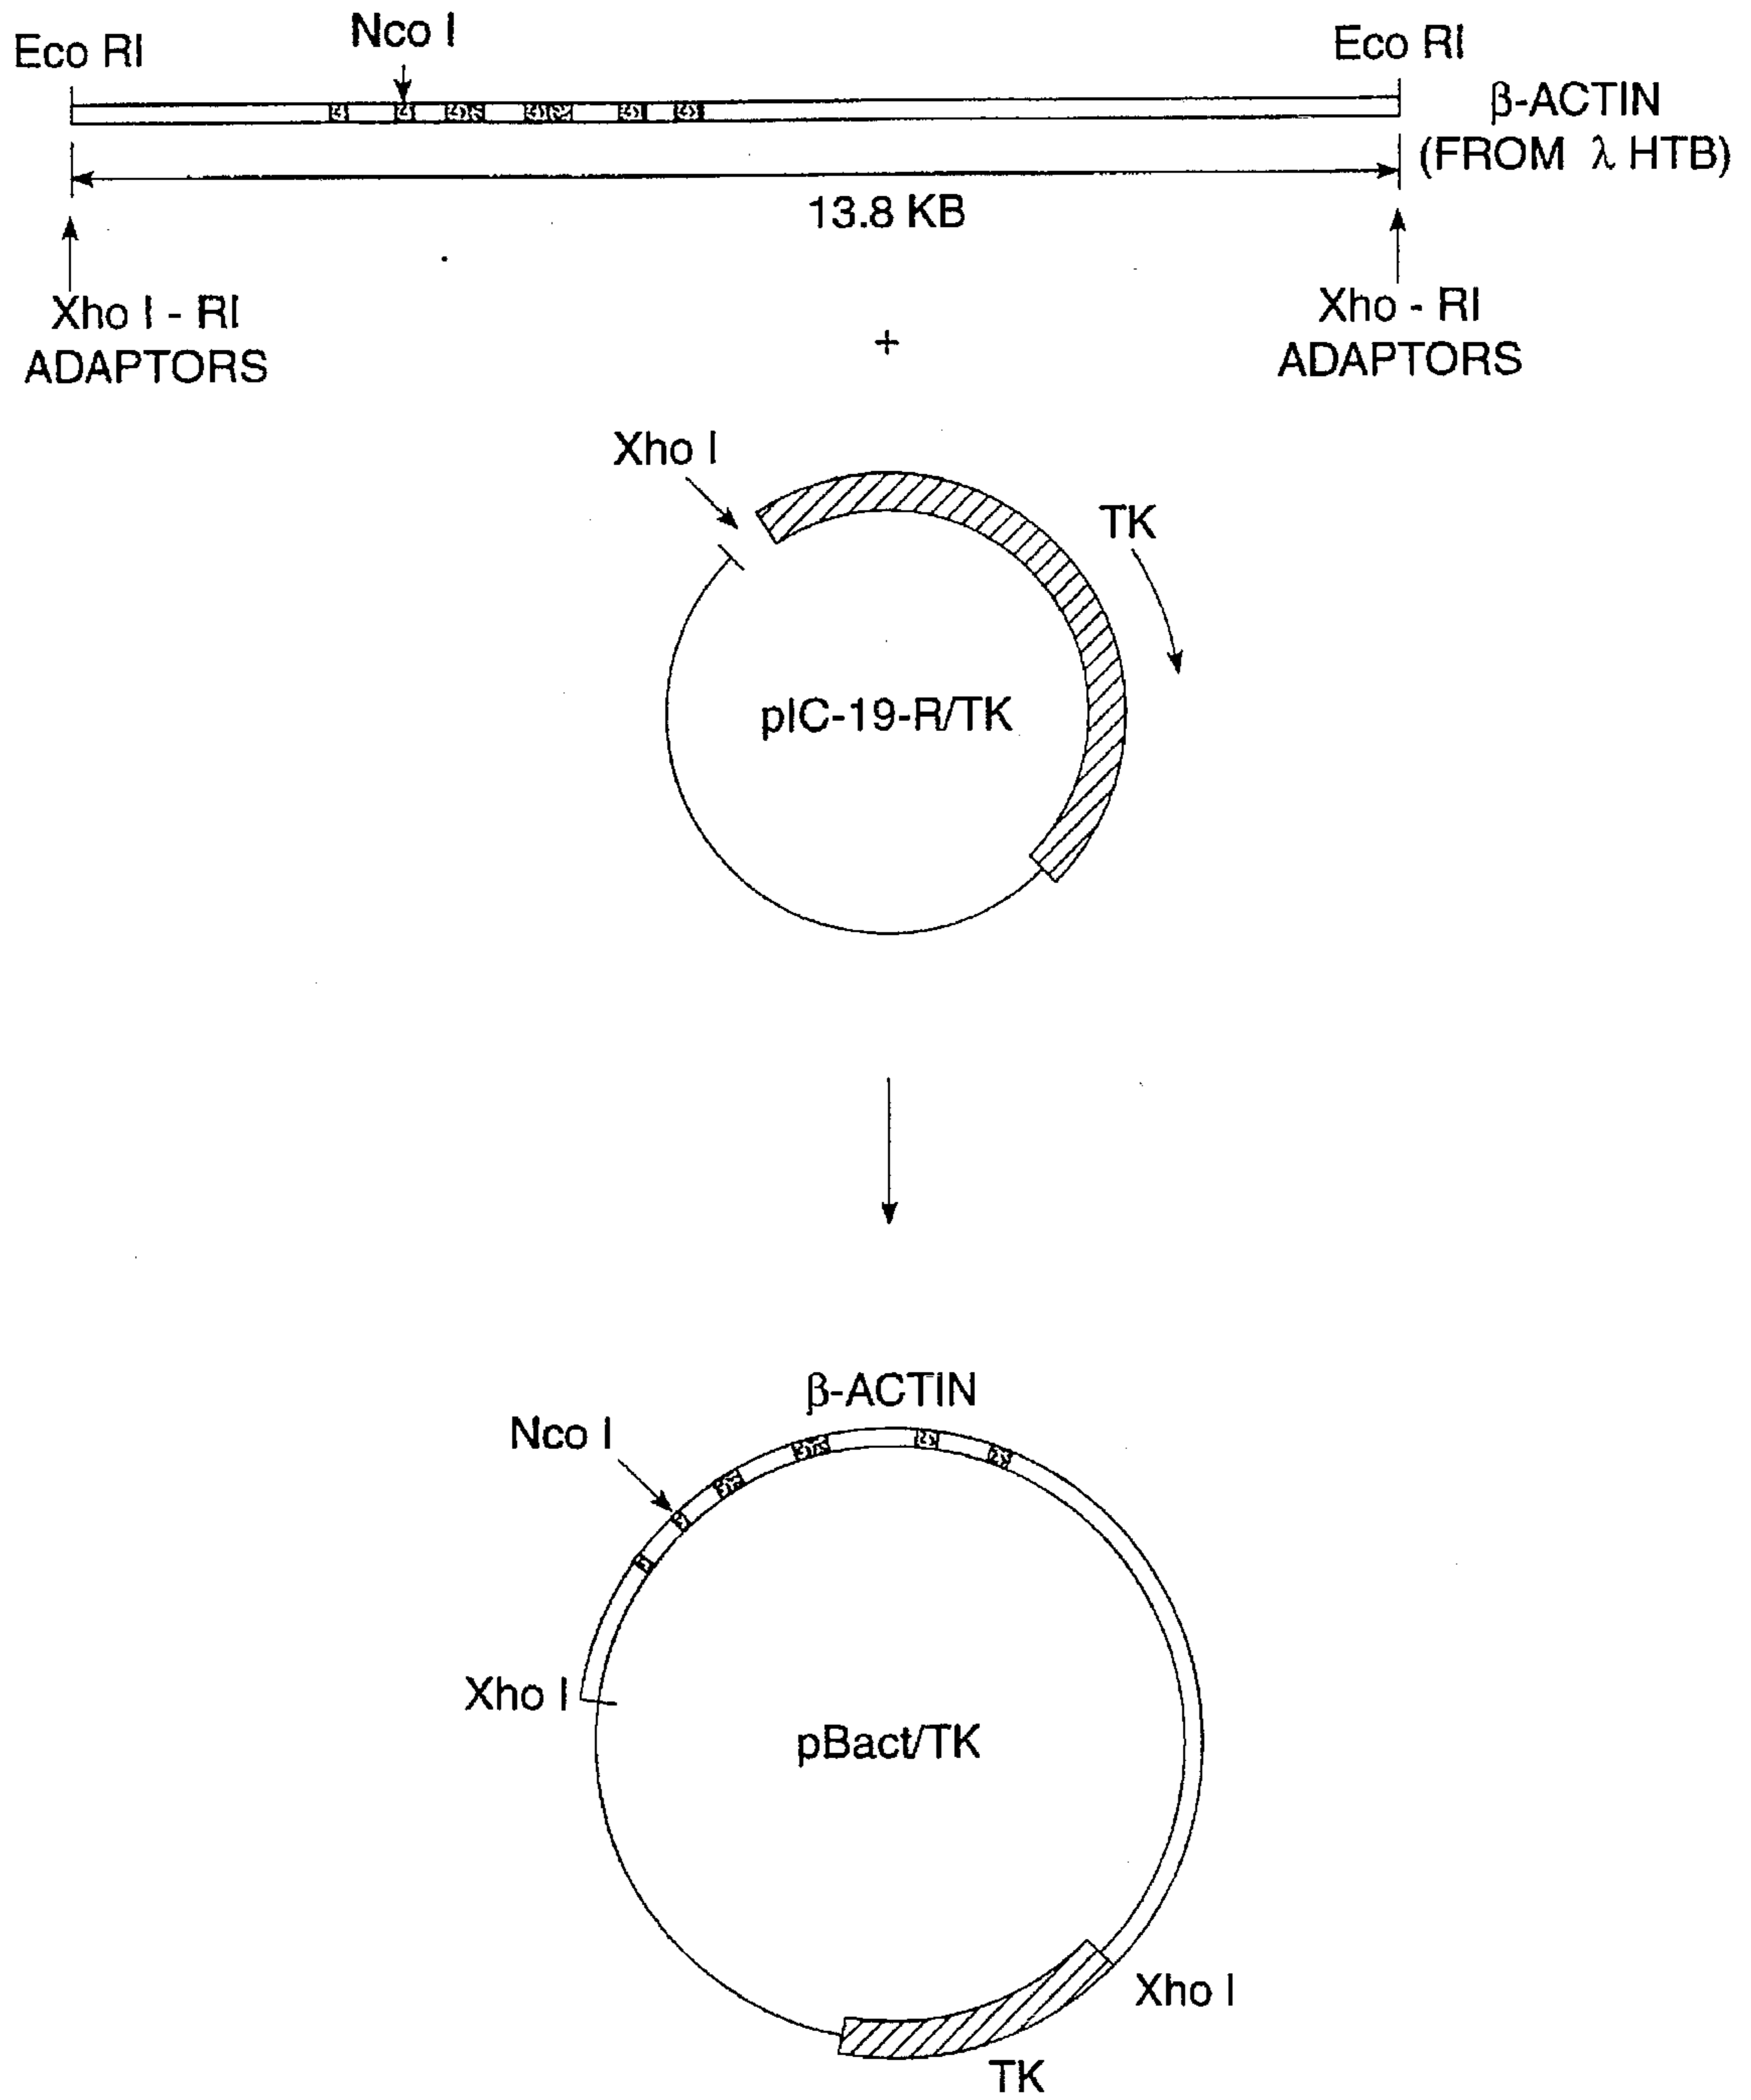 Nco I
Eco RI
Eco RI
β-ACTIN
(FROM λ HTB)
13.8 KB
Xho I - RI
ADAPTORS
Xho - RI
ADAPTORS
+
Xho I
TK
pIC-19-R/TK
β-ACTIN
Nco I
Xho I
pBact/TK
Xho I
TK